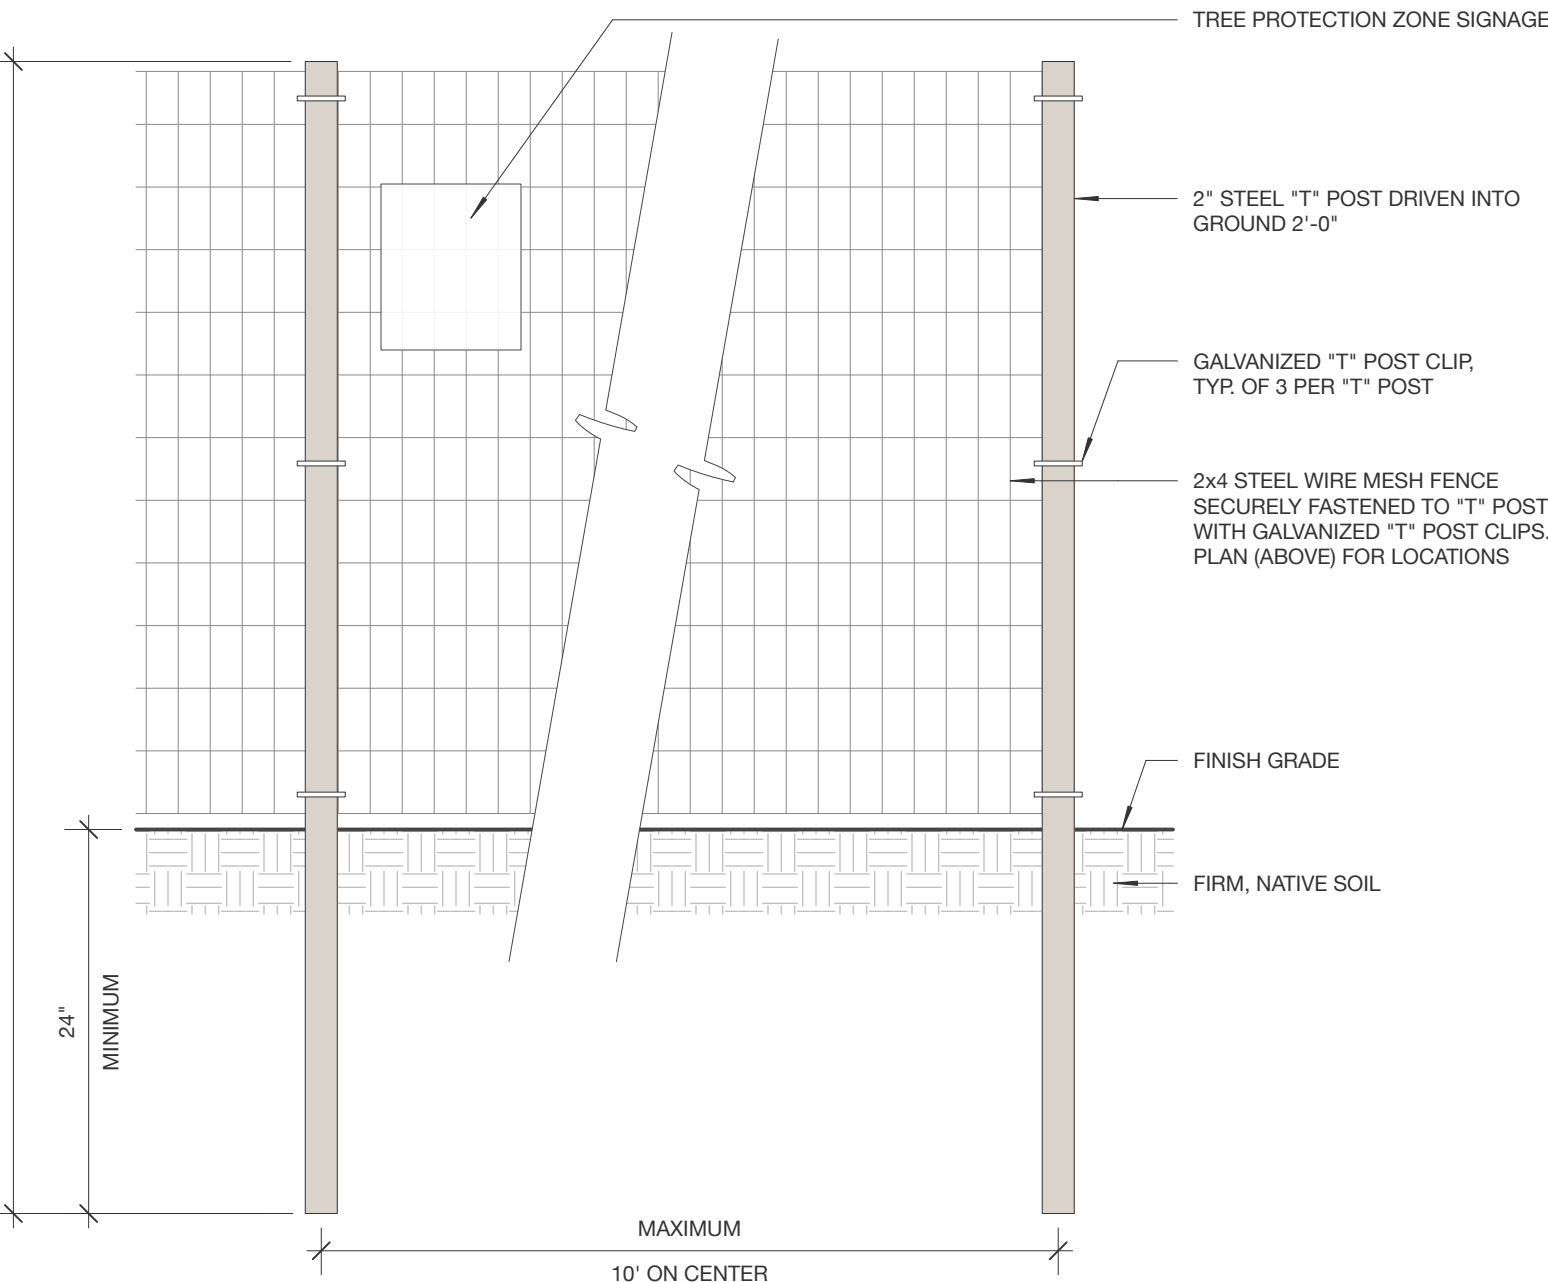 TREE PROTECTION ZONE SIGNAGE
2" STEEL "T" POST DRIVEN INTO
GROUND 2'-0"
GALVANIZED "T" POST CLIP,
TYP. OF 3 PER "T" POST
2x4 STEEL WIRE MESH FENCE
SECURELY FASTENED TO "T" POST
WITH GALVANIZED "T" POST CLIPS.
PLAN (ABOVE) FOR LOCATIONS
FINISH GRADE
FIRM, NATIVE SOIL
24"
MINIMUM
MAXIMUM
10' ON CENTER